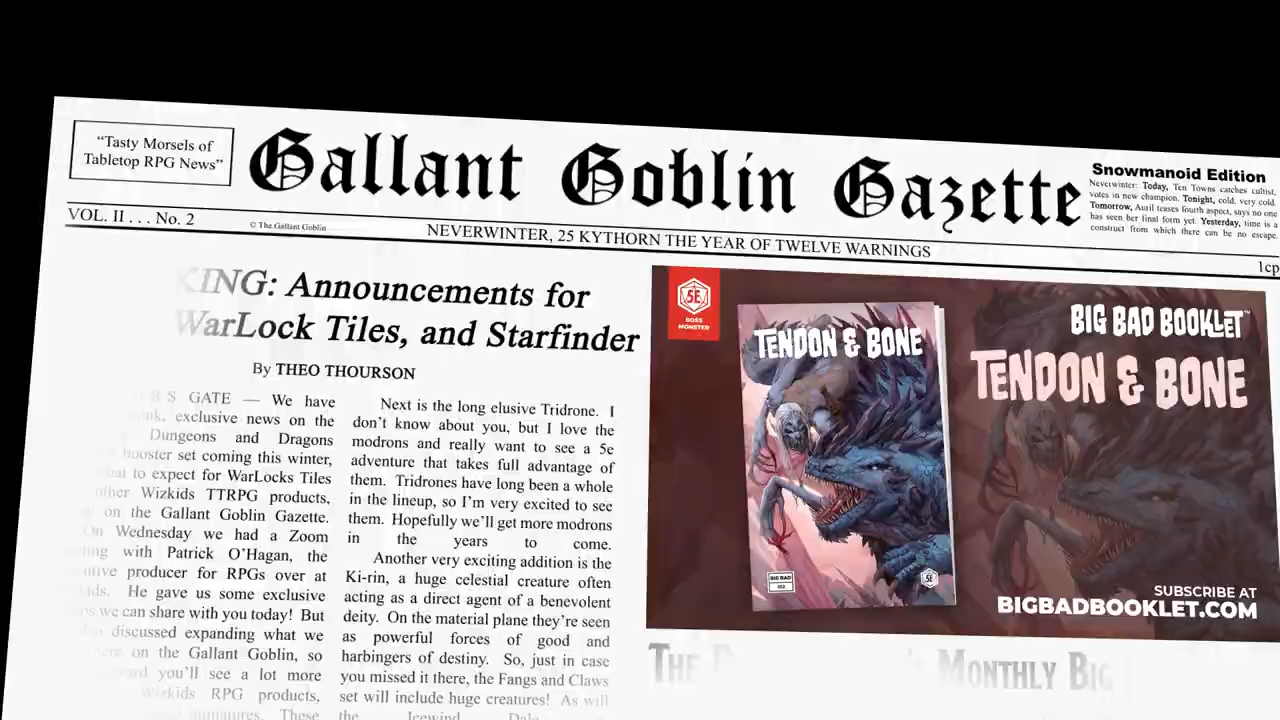 “Tasty Morsels of
Tabletop RPG News”
Gallant Goblin Gazette
Snowmanoid Edition
Neverwinter: Today, Ten Towns catches cultist,
votes in new champion. Tonight, cold, very cold.
Tomorrow, Auril teases fourth aspect, says no one
has seen her final form yet. Yesterday, time is a
construct from which there can be no escape.
VOL. II . . . No. 2
© The Gallant Goblin
NEVERWINTER, 25 KYTHORN THE YEAR OF TWELVE WARNINGS
1cp
KING: Announcements for
WarLock Tiles, and Starfinder
By THEO THOURSON
GATE — We have
exclusive news on the
Dungeons and Dragons
booster set coming this winter,
to expect for WarLocks Tiles
other Wizkids TTRPG products,
on the Gallant Goblin Gazette.
On Wednesday we had a Zoom
with Patrick O’Hagan, the
producer for RPGs over at
He gave us some exclusive
we can share with you today! But
discussed expanding what we
on the Gallant Goblin, so
you’ll see a lot more
Wizkids RPG products,
miniatures. These
Next is the long elusive Tridrone. I
don’t know about you, but I love the
modrons and really want to see a 5e
adventure that takes full advantage of
them. Tridrones have long been a whole
in the lineup, so I’m very excited to see
them. Hopefully we’ll get more modrons
in the years to come.
Another very exciting addition is the
Ki-rin, a huge celestial creature often
acting as a direct agent of a benevolent
deity. On the material plane they’re seen
as powerful forces of good and
harbingers of destiny. So, just in case
you missed it there, the Fangs and Claws
set will include huge creatures! As will
the Icewind Dale
5E
BOSS
MONSTER
TENDON & BONE
BIG BAD
5E
BIG BAD BOOKLET™
TENDON & BONE
SUBSCRIBE AT
BIGBADBOOKLET.COM
THE MONTHLY BIG